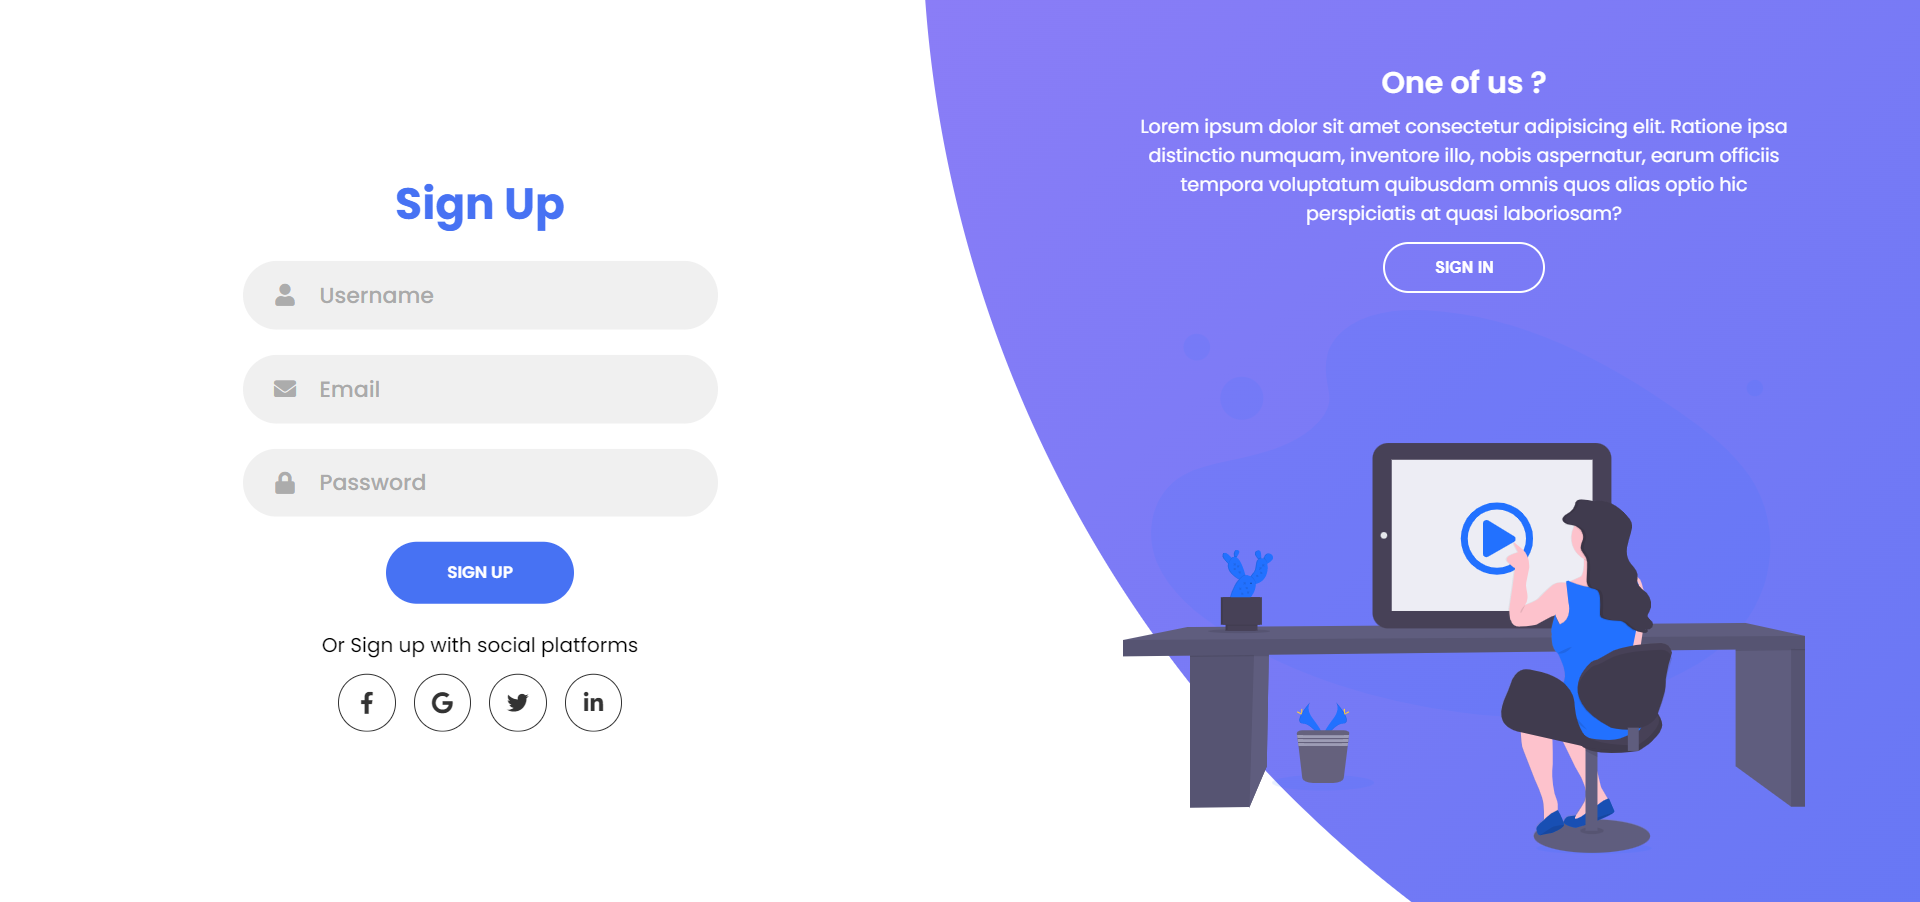 Sign Up
Username
Email
Password
SIGN UP
Or Sign up with social platforms
One of us ?
Lorem ipsum dolor sit amet consectetur adipisicing elit. Ratione ipsa
distinctio numquam, inventore illo, nobis aspernatur, earum officiis
tempora voluptatum quibusdam omnis quos alias optio hic
perspiciatis at quasi laboriosam?
SIGN IN